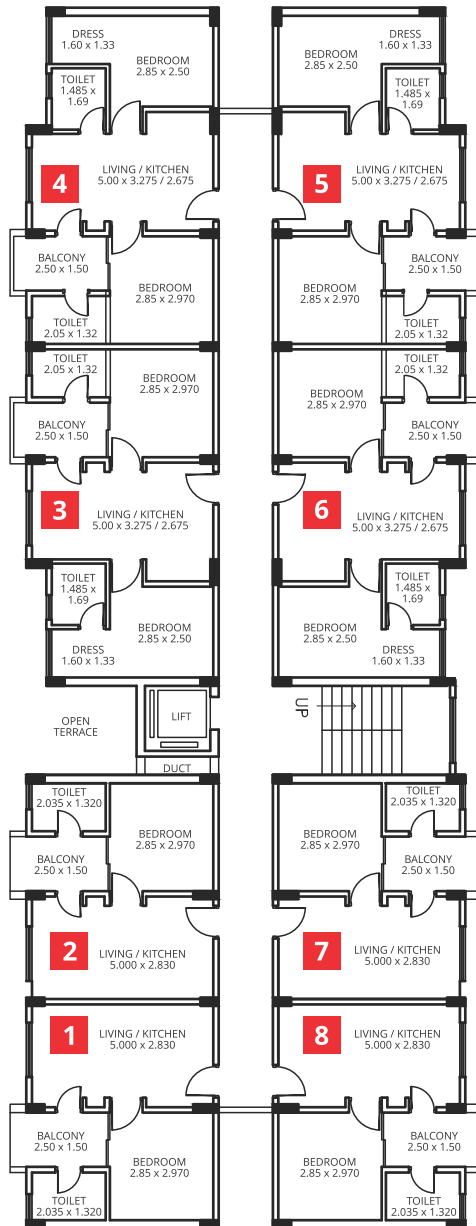 DRESS
1.60 x 1.33
BEDROOM
2.85 x 2.50
TOILET
1.485 x
1.69
DRESS
1.60 x 1.33
BEDROOM
2.85 x 2.50
TOILET
1.485 x
1.69
4
LIVING / KITCHEN
5.00 x 3.275 / 2.675
5
LIVING / KITCHEN
5.00 x 3.275 / 2.675
BALCONY
2.50 x 1.50
BEDROOM
2.85 x 2.970
TOILET
2.05 x 1.32
BALCONY
2.50 x 1.50
BEDROOM
2.85 x 2.970
TOILET
2.05 x 1.32
TOILET
2.05 x 1.32
BEDROOM
2.85 x 2.970
BALCONY
2.50 x 1.50
TOILET
2.05 x 1.32
BEDROOM
2.85 x 2.970
BALCONY
2.50 x 1.50
3
LIVING / KITCHEN
5.00 x 3.275 / 2.675
6
LIVING / KITCHEN
5.00 x 3.275 / 2.675
TOILET
1.485 x
1.69
BEDROOM
2.85 x 2.50
DRESS
1.60 x 1.33
TOILET
1.485 x
1.69
BEDROOM
2.85 x 2.50
DRESS
1.60 x 1.33
OPEN
TERRACE
LIFT
UP
DUCT
TOILET
2.035 x 1.320
BEDROOM
2.85 x 2.970
BALCONY
2.50 x 1.50
TOILET
2.035 x 1.320
BEDROOM
2.85 x 2.970
BALCONY
2.50 x 1.50
2
LIVING / KITCHEN
5.000 x 2.830
7
LIVING / KITCHEN
5.000 x 2.830
1
LIVING / KITCHEN
5.000 x 2.830
8
LIVING / KITCHEN
5.000 x 2.830
BALCONY
2.50 x 1.50
BEDROOM
2.85 x 2.970
TOILET
2.035 x 1.320
BALCONY
2.50 x 1.50
BEDROOM
2.85 x 2.970
TOILET
2.035 x 1.320